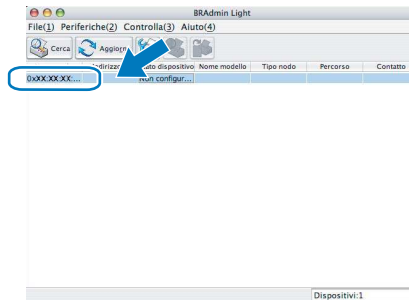 BRAdmin Light
File(1) Periferiche(2) Controlla(3) Aiuto(4)
Cerca Aggiorn
Nome modello Tipo nodo Percorso Contatto
0xXX:XX:XX:... Non configur...
Dispositivi:1